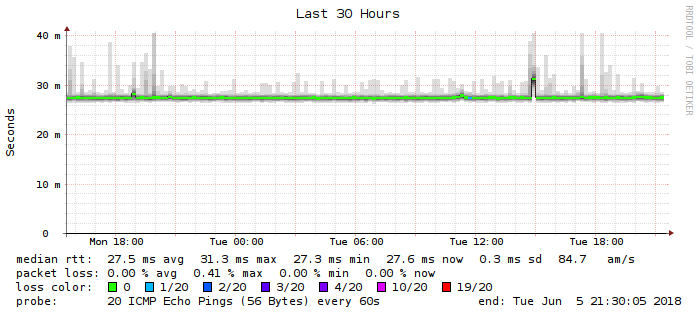 Last 30 Hours
RRDTOOL / TOBI OETIKER
Seconds
40 m
30 m
20 m
10 m
0
Mon 18:00 Tue 00:00 Tue 06:00 Tue 12:00 Tue 18:00
median rtt: 27.5 ms avg 31.3 ms max 27.3 ms min 27.6 ms now 0.3 ms sd 84.7 am/s
packet loss: 0.00 % avg 0.41 % max 0.00 % min 0.00 % now
loss color: 0 1/20 2/20 3/20 4/20 10/20 19/20
probe: 20 ICMP Echo Pings (56 Bytes) every 60s end: Tue Jun 5 21:30:05 2018